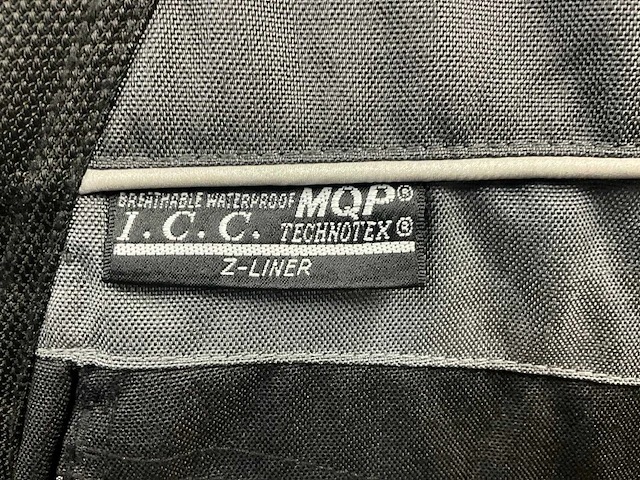 BREATHABLE WATERPROOF MQP®
I.C.C. TECHNOTEX®
Z-LINER